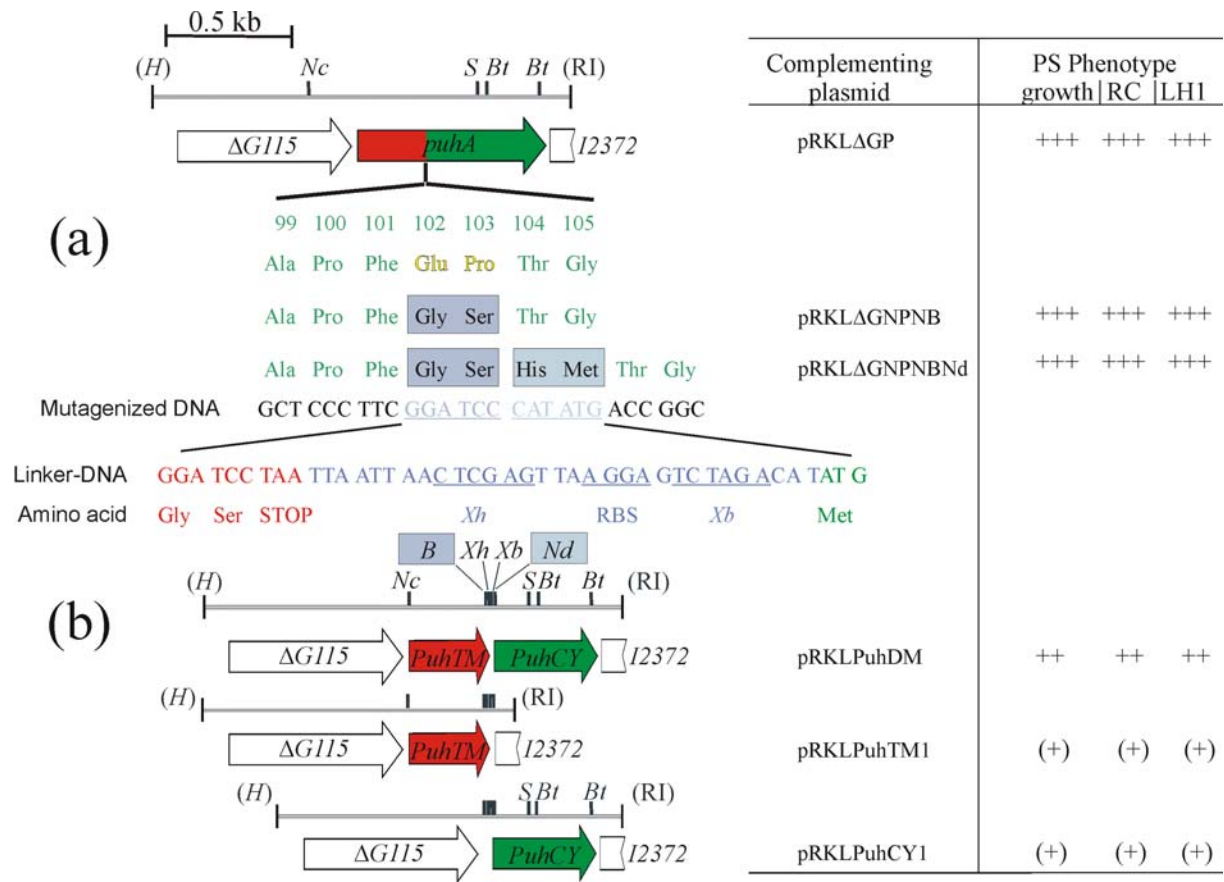 0.5 kb
(H) Nc S Bt Bt (RI)
ΔG115 puhA I2372
(a)
99 100 101 102 103 104 105
Ala Pro Phe Glu Pro Thr Gly
Ala Pro Phe Gly Ser Thr Gly
Ala Pro Phe Gly Ser His Met Thr Gly
Mutagenized DNA GCT CCC TTC GGA TCC CAT ATG ACC GGC
Linker-DNA GGA TCC TAA TTA ATT AAC TCG AGT TAA GGA GTC TAG ACA TAT G
Amino acid Gly Ser STOP Xh RBS Xb Met
B Xh Xb Nd
(b)
(H) Nc S Bt Bt (RI)
ΔG115 PuhTM PuhCY I2372
(H) (RI)
ΔG115 PuhTM I2372
(H) S Bt Bt (RI)
ΔG115 PuhCY I2372
Complementing PS Phenotype
plasmid growth RC LH1
pRKLΔGP +++ +++ +++
pRKLΔGNPNB +++ +++ +++
pRKLΔGNPNBNd +++ +++ +++
pRKLPuhDM ++ ++ ++
pRKLPuhTM1 (+) (+) (+)
pRKLPuhCY1 (+) (+) (+)